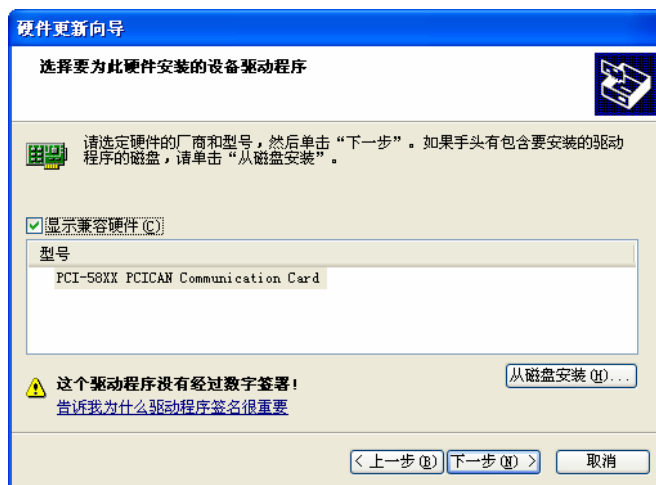 硬件更新向导
选择要为此硬件安装的设备驱动程序
请选定硬件的厂商和型号，然后单击“下一步”。如果手头有包含要安装的驱动
程序的磁盘，请单击“从磁盘安装”。
显示兼容硬件(C)
型号
PCI-58XX PCICAN Communication Card
这个驱动程序没有经过数字签署!
从磁盘安装(H)...
告诉我为什么驱动程序签名很重要
< 上一步(B) 下一步(N) > 取消